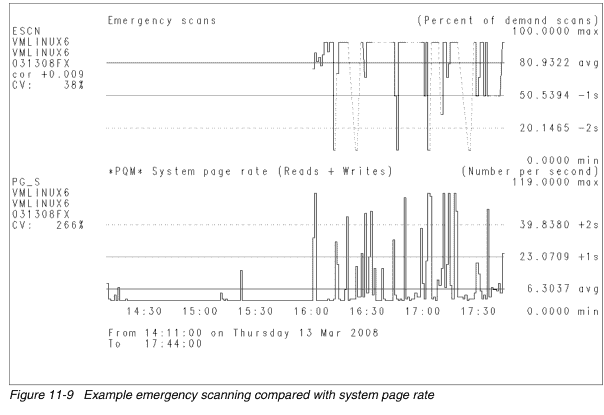 Emergency scans (Percent of demand scans)
ESCN 100.0000 max
VMLINUX6
VMLINUX6
031308FX 80.9322 avg
cor +0.009
CV: 38% 50.5394 -1s
20.1465 -2s
0.0000 min
*PQM* System page rate (Reads + Writes) (Number per second)
PG_S 119.0000 max
VMLINUX6
VMLINUX6
031308FX
CV: 266% 39.8380 +2s
23.0709 +1s
6.3037 avg
0.0000 min
14:30 15:00 15:30 16:00 16:30 17:00 17:30
From 14:11:00 on Thursday 13 Mar 2008
To 17:44:00
Figure 11-9 Example emergency scanning compared with system page rate